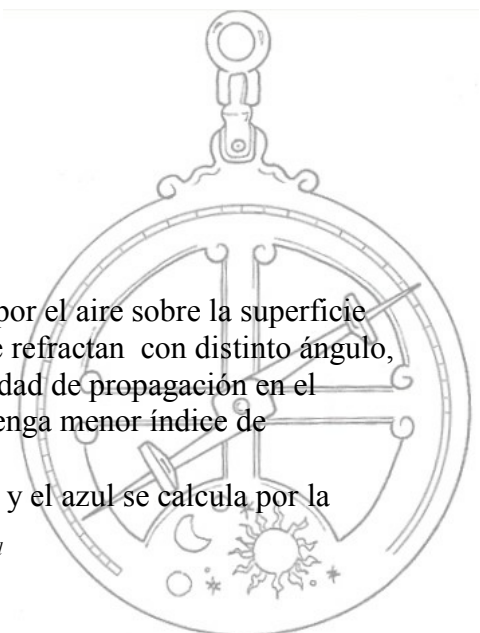 por el aire sobre la superficie
refractan con distinto ángulo,
dad de propagación en el
enga menor índice de
y el azul se calcula por la